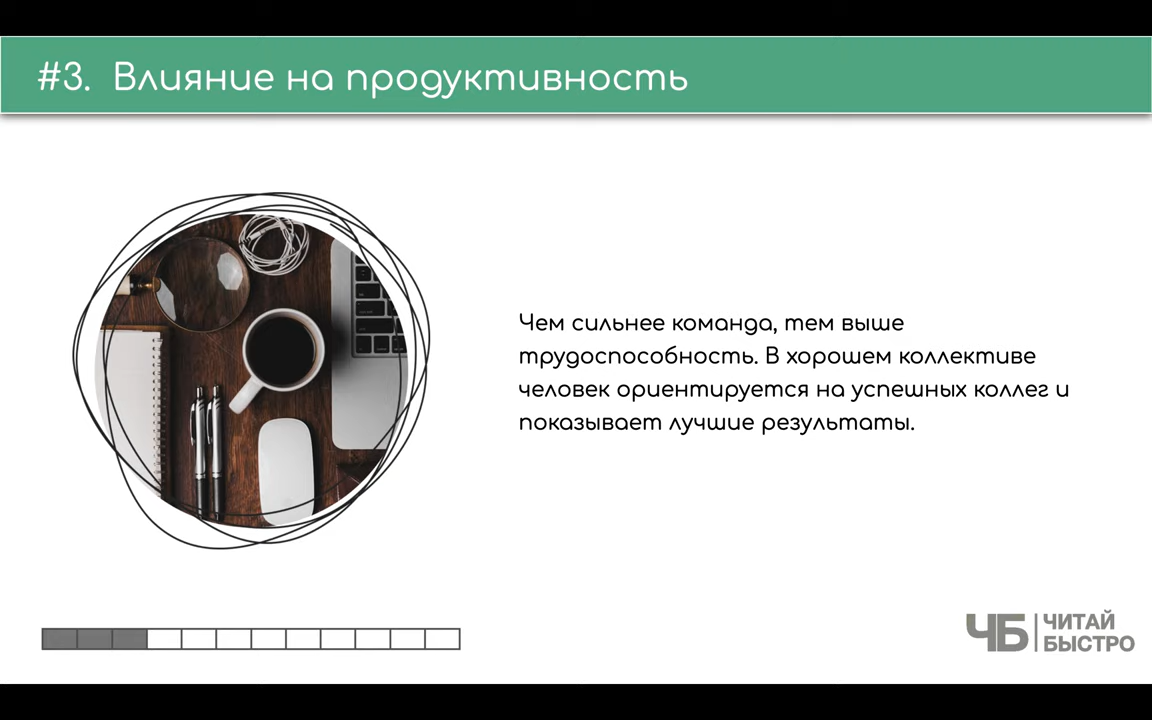 #3. Влияние на продуктивность
Чем сильнее команда, тем выше
трудоспособность. В хорошем коллективе
человек ориентируется на успешных коллег и
показывает лучшие результаты.
ЧБ
ЧИТАЙ
БЫСТРО